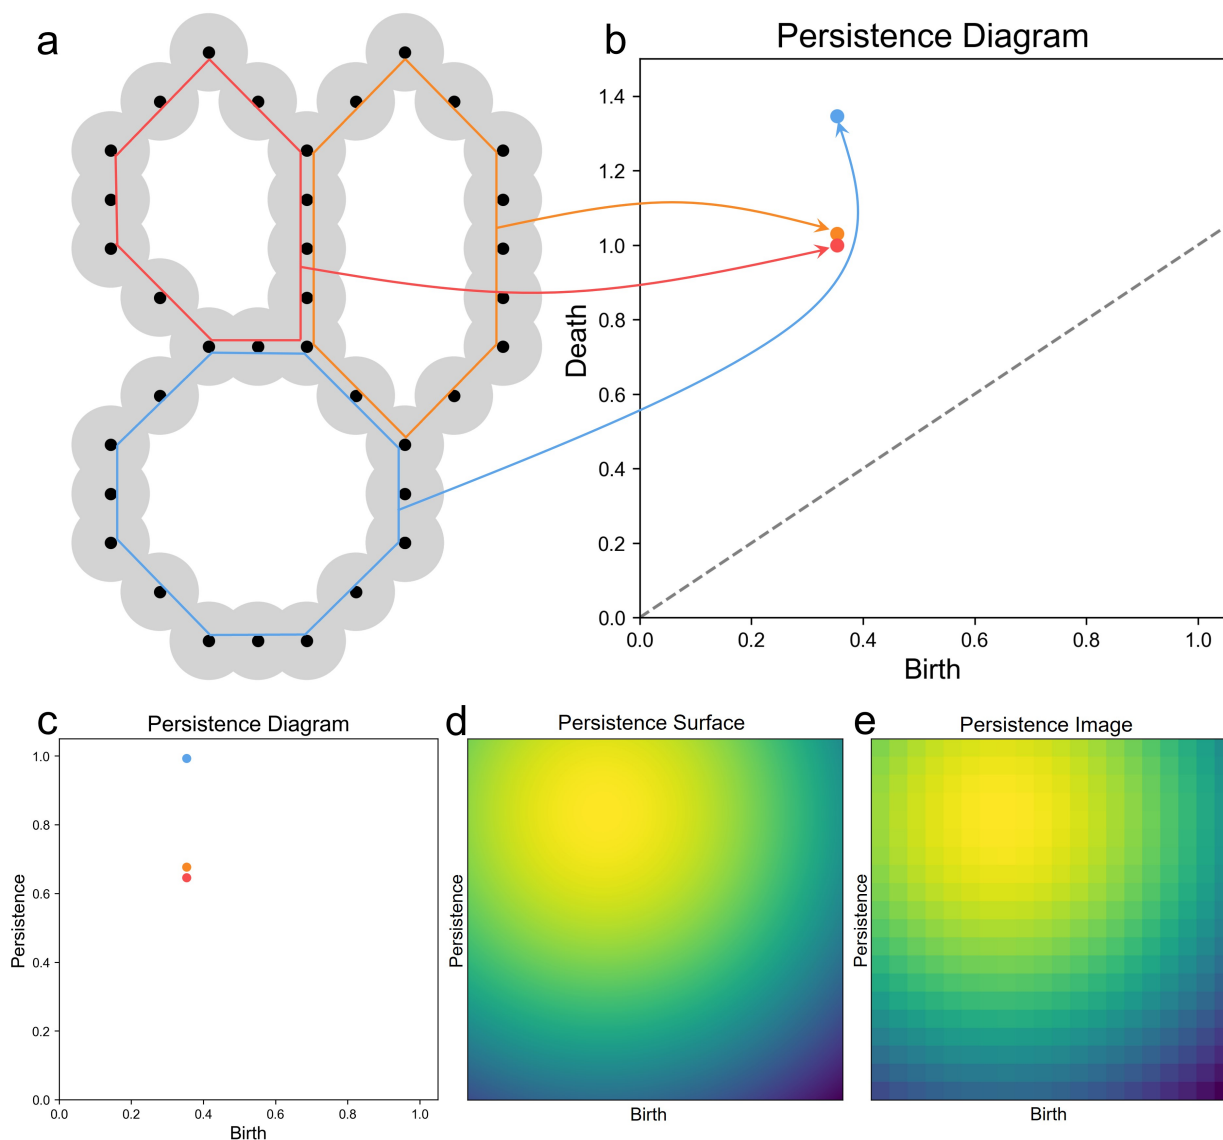 a
b
Persistence Diagram
1.4
1.2
1.0
0.8
0.6
0.4
0.2
0.0
Death
0.0 0.2 0.4 0.6 0.8 1.0
Birth
c
Persistence Diagram
1.0
0.8
0.6
0.4
0.2
0.0
Persistence
0.0 0.2 0.4 0.6 0.8 1.0
Birth
d
Persistence Surface
Persistence
Birth
e
Persistence Image
Persistence
Birth